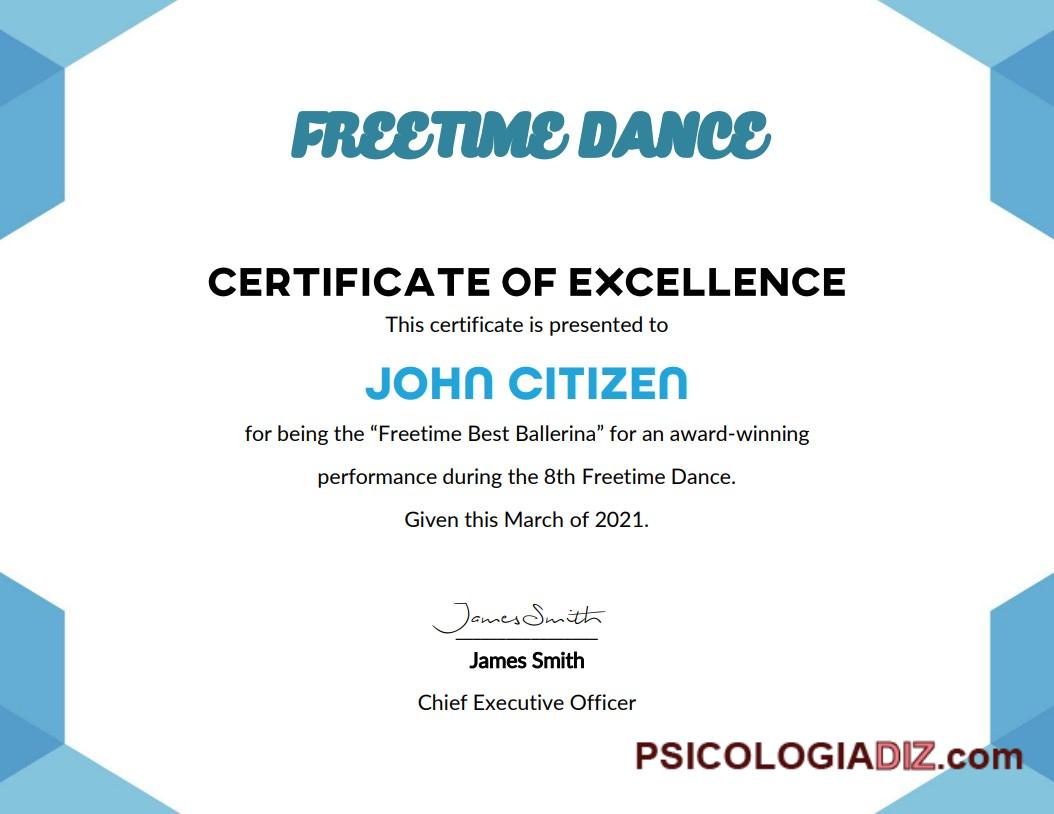 FREETIME DANCE
CERTIFICATE OF EXCELLENCE
This certificate is presented to
JOHN CITIZEN
for being the “Freetime Best Ballerina” for an award-winning
performance during the 8th Freetime Dance.
Given this March of 2021.
James Smith
James Smith
Chief Executive Officer
PSICOLOGIADIZ.com